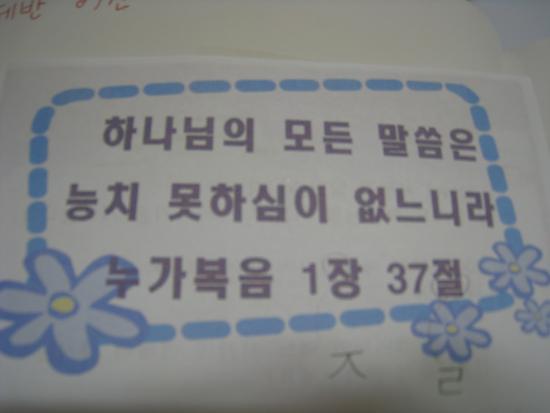 하나님의 모든 말씀은
능치 못하심이 없느니라
누가복음 1장 37절
ㅈ ㄹ